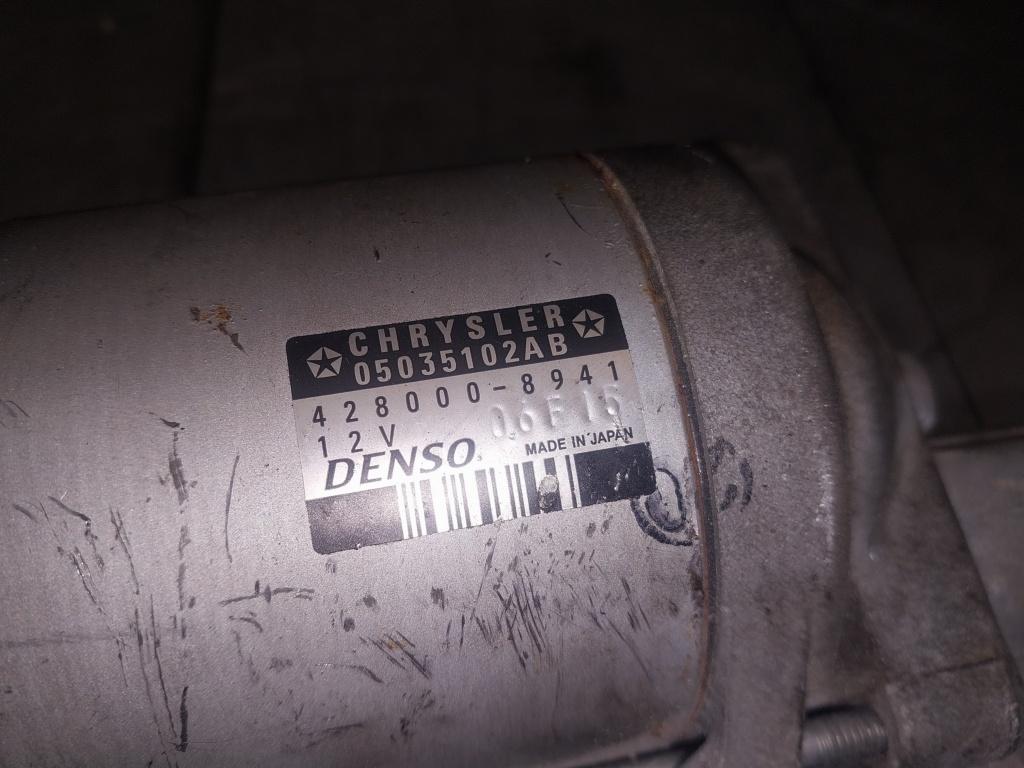 CHRYSLER
05035102AB
428000-8941
12V 06F15
DENSO MADE IN JAPAN